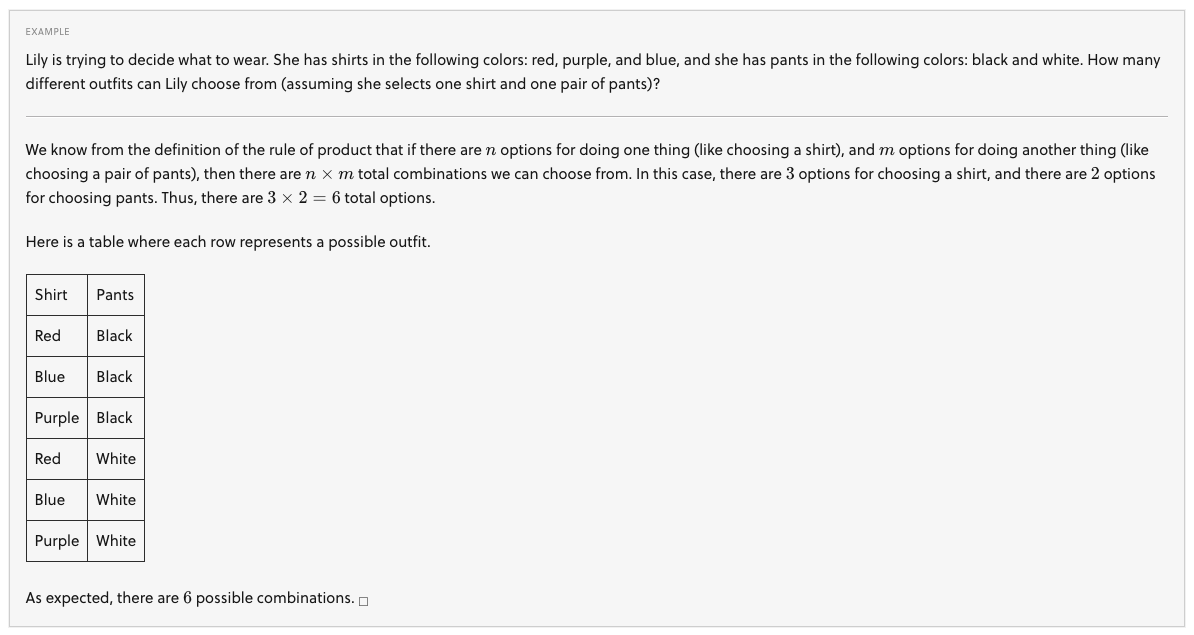 EXAMPLE
Lily is trying to decide what to wear. She has shirts in the following colors: red, purple, and blue, and she has pants in the following colors: black and white. How many
different outfits can Lily choose from (assuming she selects one shirt and one pair of pants)?
We know from the definition of the rule of product that if there are n options for doing one thing (like choosing a shirt), and m options for doing another thing (like
choosing a pair of pants), then there are n × m total combinations we can choose from. In this case, there are 3 options for choosing a shirt, and there are 2 options
for choosing pants. Thus, there are 3 × 2 = 6 total options.
Here is a table where each row represents a possible outfit.
Shirt Pants
Red Black
Blue Black
Purple Black
Red White
Blue White
Purple White
As expected, there are 6 possible combinations. □